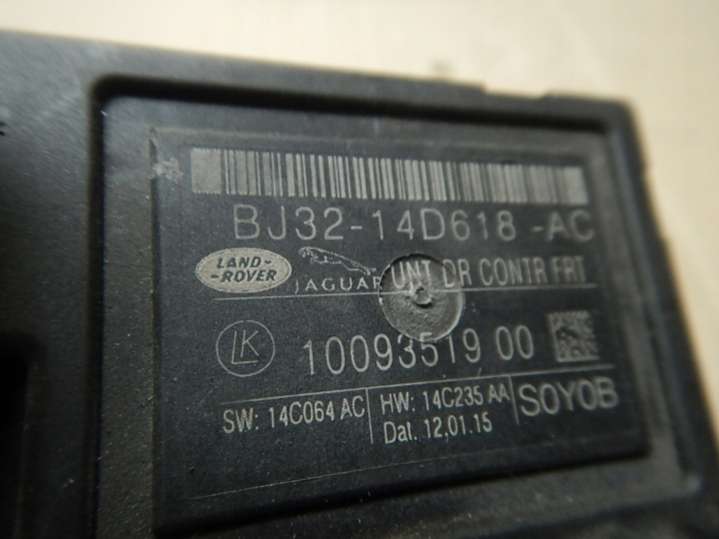 BJ32-14D618-AC
LAND-
-ROVER
JAGUAR
UNT DR CONTR FRT
LK
10093519 00
SW: 14C064 AC
HW: 14C235 AA
Dat. 12.01.15
SOYOB